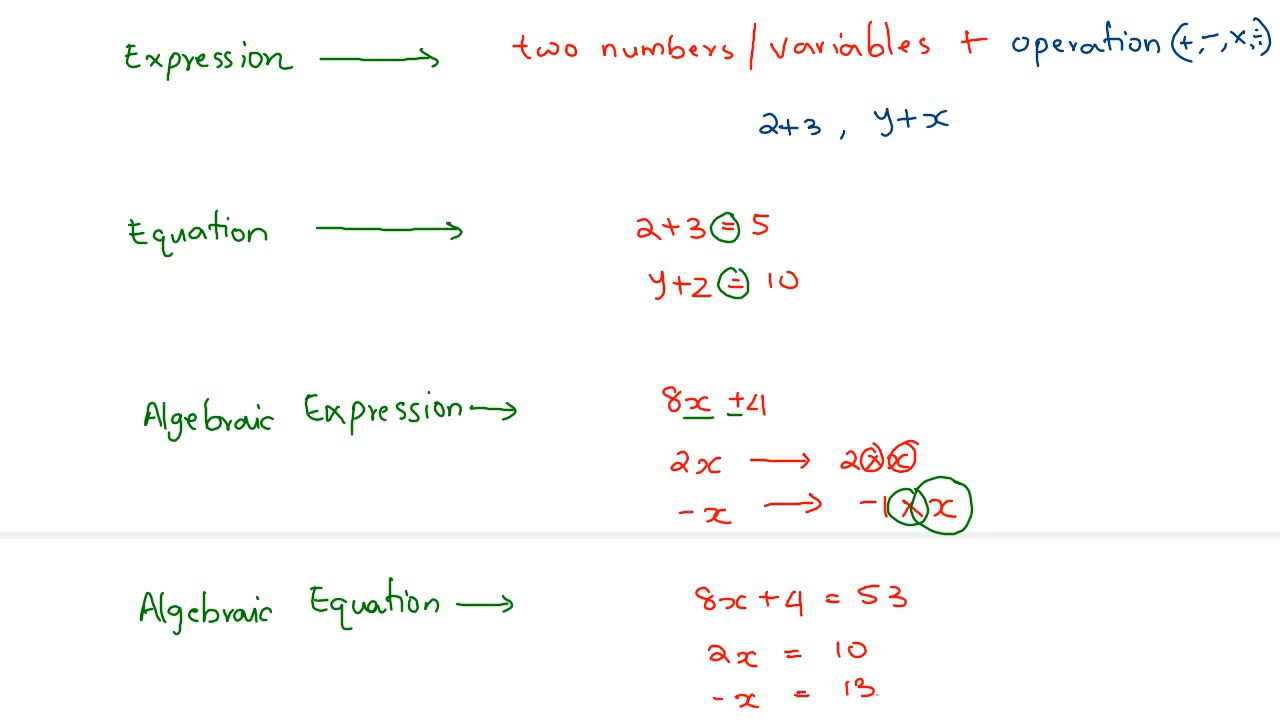 Expression → two numbers / variables + operation (+, -, ×, ÷)
2+3 , y+x
Equation → 2+3 = 5
y+2 = 10
Algebraic Expression → 8x +4
2x → 2×x
-x → -1×x
Algebraic Equation → 8x+4 = 53
2x = 10
-x = 13